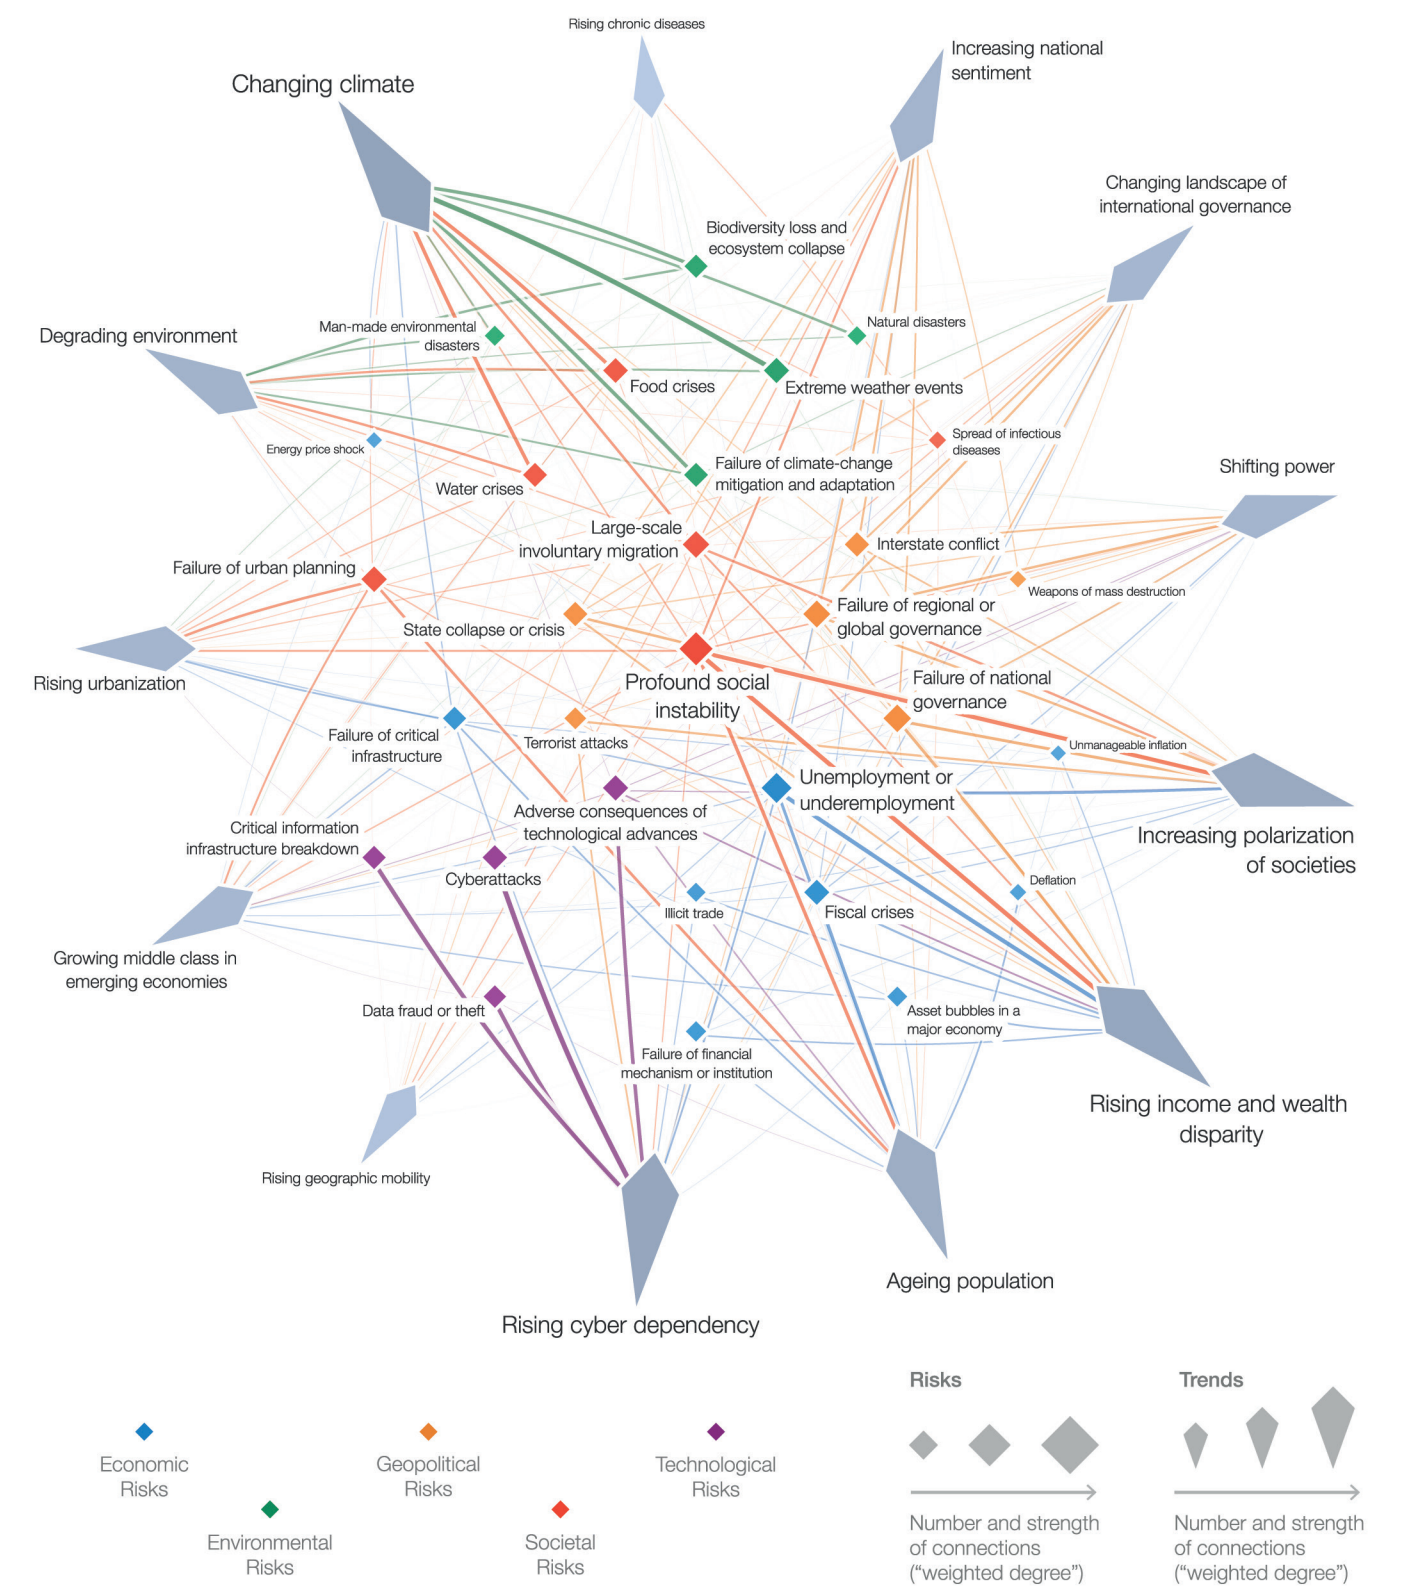 Rising chronic diseases
Increasing national
sentiment
Changing climate
Changing landscape of
international governance
Biodiversity loss and
ecosystem collapse
Degrading environment
Man-made environmental
disasters
Natural disasters
Food crises
Extreme weather events
Energy price shock
Spread of infectious
diseases
Water crises
Failure of climate-change
mitigation and adaptation
Shifting power
Large-scale
involuntary migration
Interstate conflict
Failure of urban planning
Weapons of mass destruction
State collapse or crisis
Failure of regional or
global governance
Rising urbanization
Profound social
instability
Failure of national
governance
Failure of critical
infrastructure
Terrorist attacks
Unmanageable inflation
Unemployment or
underemployment
Adverse consequences of
technological advances
Increasing polarization
of societies
Critical information
infrastructure breakdown
Cyberattacks
Deflation
Illicit trade
Fiscal crises
Growing middle class in
emerging economies
Data fraud or theft
Asset bubbles in a
major economy
Failure of financial
mechanism or institution
Rising income and wealth
disparity
Rising geographic mobility
Ageing population
Rising cyber dependency
Risks
Trends
Economic
Risks
Geopolitical
Risks
Technological
Risks
Environmental
Risks
Societal
Risks
Number and strength
of connections
(“weighted degree”)
Number and strength
of connections
(“weighted degree”)